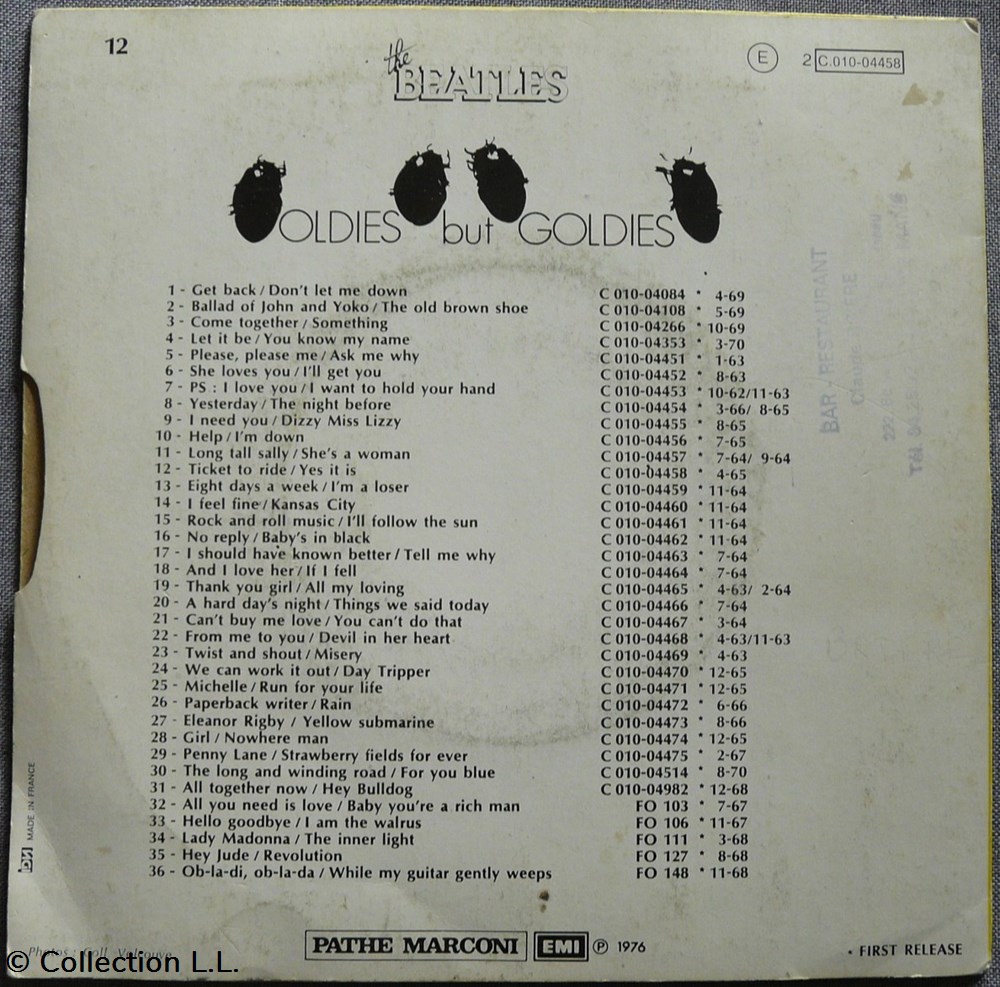 12
the
BEATLES
E 2 C.010-04458
OLDIES but GOLDIES
1 - Get back / Don't let me down C 010-04084 * 4-69
2 - Ballad of John and Yoko / The old brown shoe C 010-04108 * 5-69
3 - Come together / Something C 010-04266 * 10-69
4 - Let it be / You know my name C 010-04353 * 3-70
5 - Please, please me / Ask me why C 010-04451 * 1-63
6 - She loves you / I'll get you C 010-04452 * 8-63
7 - PS : I love you / I want to hold your hand C 010-04453 * 10-62/11-63
8 - Yesterday / The night before C 010-04454 * 3-66/ 8-65
9 - I need you / Dizzy Miss Lizzy C 010-04455 * 8-65
10 - Help / I'm down C 010-04456 * 7-65
11 - Long tall sally / She's a woman C 010-04457 * 7-64/ 9-64
12 - Ticket to ride / Yes it is C 010-04458 * 4-65
13 - Eight days a week / I'm a loser C 010-04459 * 11-64
14 - I feel fine / Kansas City C 010-04460 * 11-64
15 - Rock and roll music / I'll follow the sun C 010-04461 * 11-64
16 - No reply / Baby's in black C 010-04462 * 11-64
17 - I should have known better / Tell me why C 010-04463 * 7-64
18 - And I love her / If I fell C 010-04464 * 7-64
19 - Thank you girl / All my loving C 010-04465 * 4-63/ 2-64
20 - A hard day's night / Things we said today C 010-04466 * 7-64
21 - Can't buy me love / You can't do that C 010-04467 * 3-64
22 - From me to you / Devil in her heart C 010-04468 * 4-63/11-63
23 - Twist and shout / Misery C 010-04469 * 4-63
24 - We can work it out / Day Tripper C 010-04470 * 12-65
25 - Michelle / Run for your life C 010-04471 * 12-65
26 - Paperback writer / Rain C 010-04472 * 6-66
27 - Eleanor Rigby / Yellow submarine C 010-04473 * 8-66
28 - Girl / Nowhere man C 010-04474 * 12-65
29 - Penny Lane / Strawberry fields for ever C 010-04475 * 2-67
30 - The long and winding road / For you blue C 010-04514 * 8-70
31 - All together now / Hey Bulldog C 010-04982 * 12-68
32 - All you need is love / Baby you're a rich man FO 103 * 7-67
33 - Hello goodbye / I am the walrus FO 106 * 11-67
34 - Lady Madonna / The inner light FO 111 * 3-68
35 - Hey Jude / Revolution FO 127 * 8-68
36 - Ob-la-di, ob-la-da / While my guitar gently weeps FO 148 * 11-68
BAR - RESTAURANT
MADE IN FRANCE
Photos : Coll.
PATHE MARCONI EMI ℗ 1976
* FIRST RELEASE
© Collection L.L.